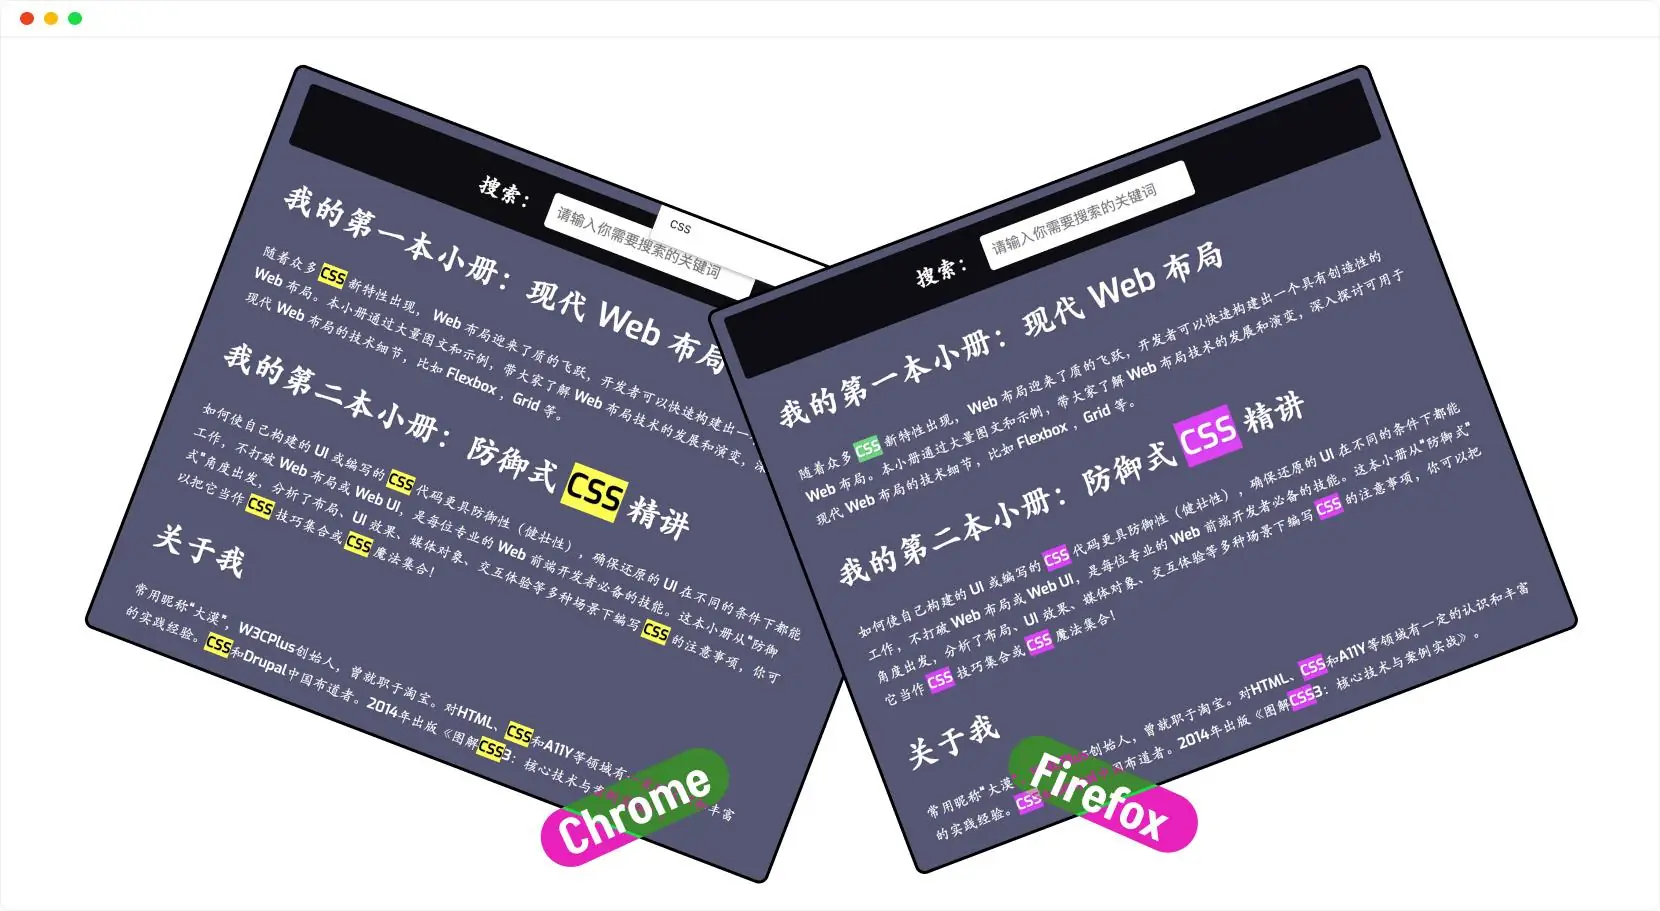 搜索：
请输入你需要搜索的关键词
css
我的第一本小册：现代 Web 布局
随着众多 CSS 新特性出现，Web 布局迎来了质的飞跃，开发者可以快速构建出一
Web 布局。本小册通过大量图文和示例，带大家了解 Web 布局技术的发展和演变，深
现代 Web 布局的技术细节，比如 Flexbox ，Grid 等。
我的第二本小册：防御式 CSS 精讲
如何使自己构建的 UI 或编写的 CSS 代码更具防御性（健壮性），确保还原的 UI 在不同的条件下都能
工作，不打破 Web 布局或 Web UI，是每位专业的 Web 前端开发者必备的技能。这本小册从“防御
式”角度出发，分析了布局、UI 效果、媒体对象、交互体验等多种场景下编写 CSS 的注意事项，你可
以把它当作 CSS 技巧集合或 CSS 魔法集合！
关于我
常用昵称“大漠”，W3CPlus创始人，曾就职于淘宝。对HTML、CSS和A11Y等领域有
丰富
的实践经验。CSS和Drupal中国布道者。2014年出版《图解CSS3：核心技术与
Chrome
搜索：
请输入你需要搜索的关键词
我的第一本小册：现代 Web 布局
随着众多 CSS 新特性出现，Web 布局迎来了质的飞跃，开发者可以快速构建出一个具有创造性的
Web 布局。本小册通过大量图文和示例，带大家了解 Web 布局技术的发展和演变，深入探讨可用于
现代 Web 布局的技术细节，比如 Flexbox ，Grid 等。
我的第二本小册：防御式 CSS 精讲
如何使自己构建的 UI 或编写的 CSS 代码更具防御性（健壮性），确保还原的 UI 在不同的条件下都能
工作，不打破 Web 布局或 Web UI，是每位专业的 Web 前端开发者必备的技能。这本小册从“防御式”
角度出发，分析了布局、UI 效果、媒体对象、交互体验等多种场景下编写 CSS 的注意事项，你可以把
它当作 CSS 技巧集合或 CSS 魔法集合！
关于我
常用昵称“大漠
创始人，曾就职于淘宝。对HTML、CSS和A11Y等领域有一定的认识和丰富
的实践经验。CSS
国布道者。2014年出版《图解CSS3：核心技术与案例实战》。
Firefox